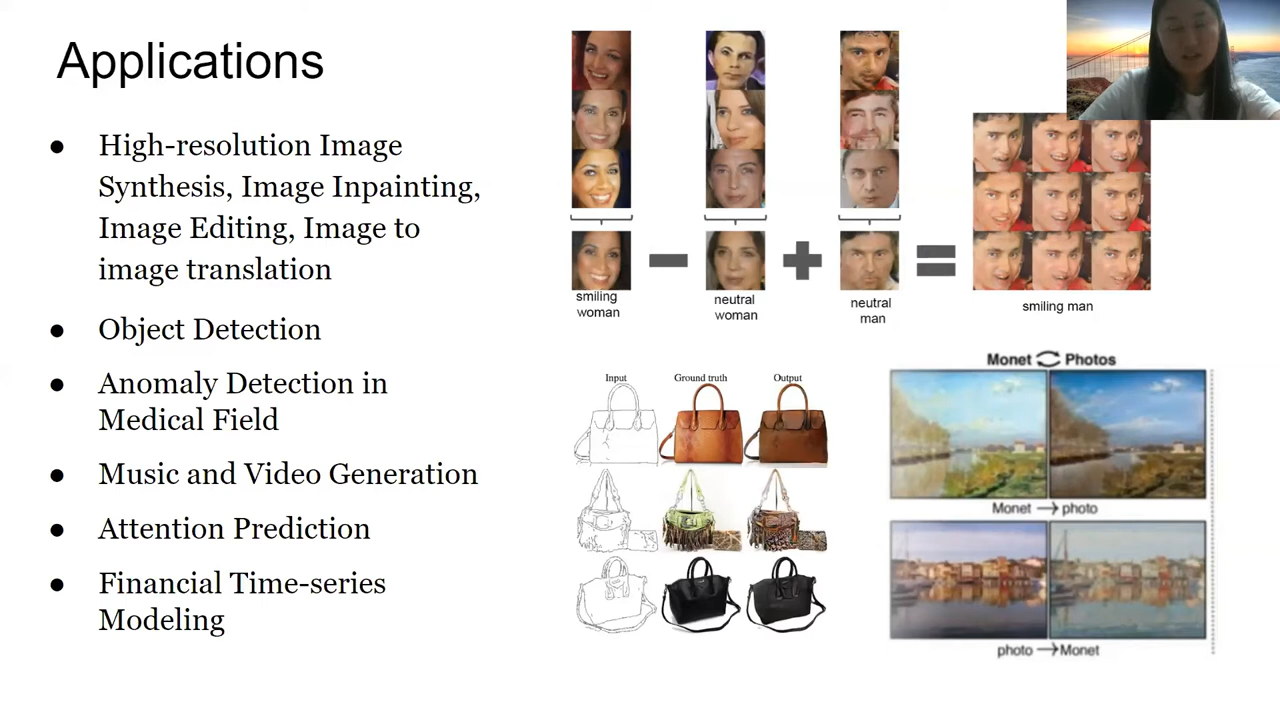 Applications
● High-resolution Image
Synthesis, Image Inpainting,
Image Editing, Image to
image translation
● Object Detection
● Anomaly Detection in
Medical Field
● Music and Video Generation
● Attention Prediction
● Financial Time-series
Modeling
smiling
woman
neutral
woman
neutral
man
smiling man
Input Ground truth Output
Monet Photos
Monet → photo
photo → Monet